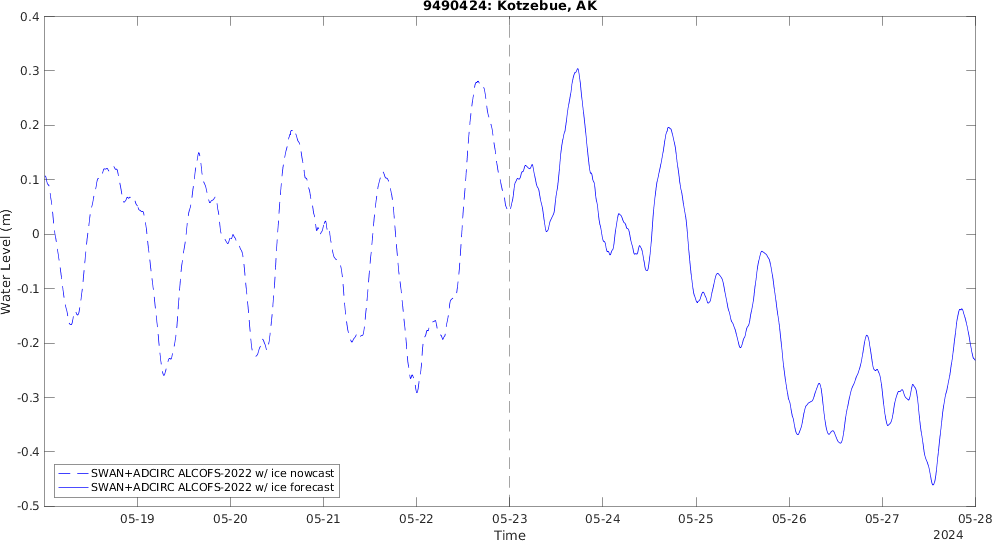 9490424: Kotzebue, AK
0.4
0.3
0.2
0.1
0
-0.1
-0.2
-0.3
-0.4
-0.5
Water Level (m)
SWAN+ADCIRC ALCOFS-2022 w/ ice nowcast
SWAN+ADCIRC ALCOFS-2022 w/ ice forecast
05-19 05-20 05-21 05-22 05-23 05-24 05-25 05-26 05-27 05-28
Time
2024